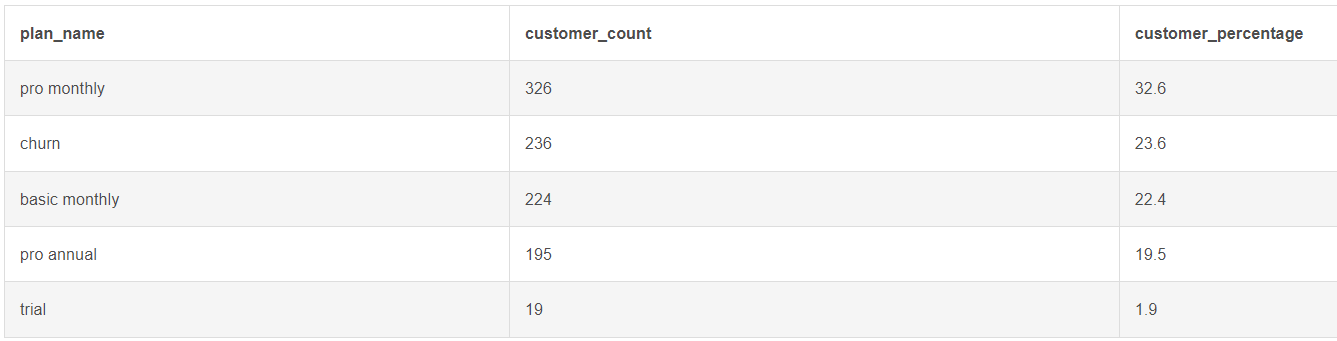 plan_name customer_count customer_percentage
pro monthly 326 32.6
churn 236 23.6
basic monthly 224 22.4
pro annual 195 19.5
trial 19 1.9